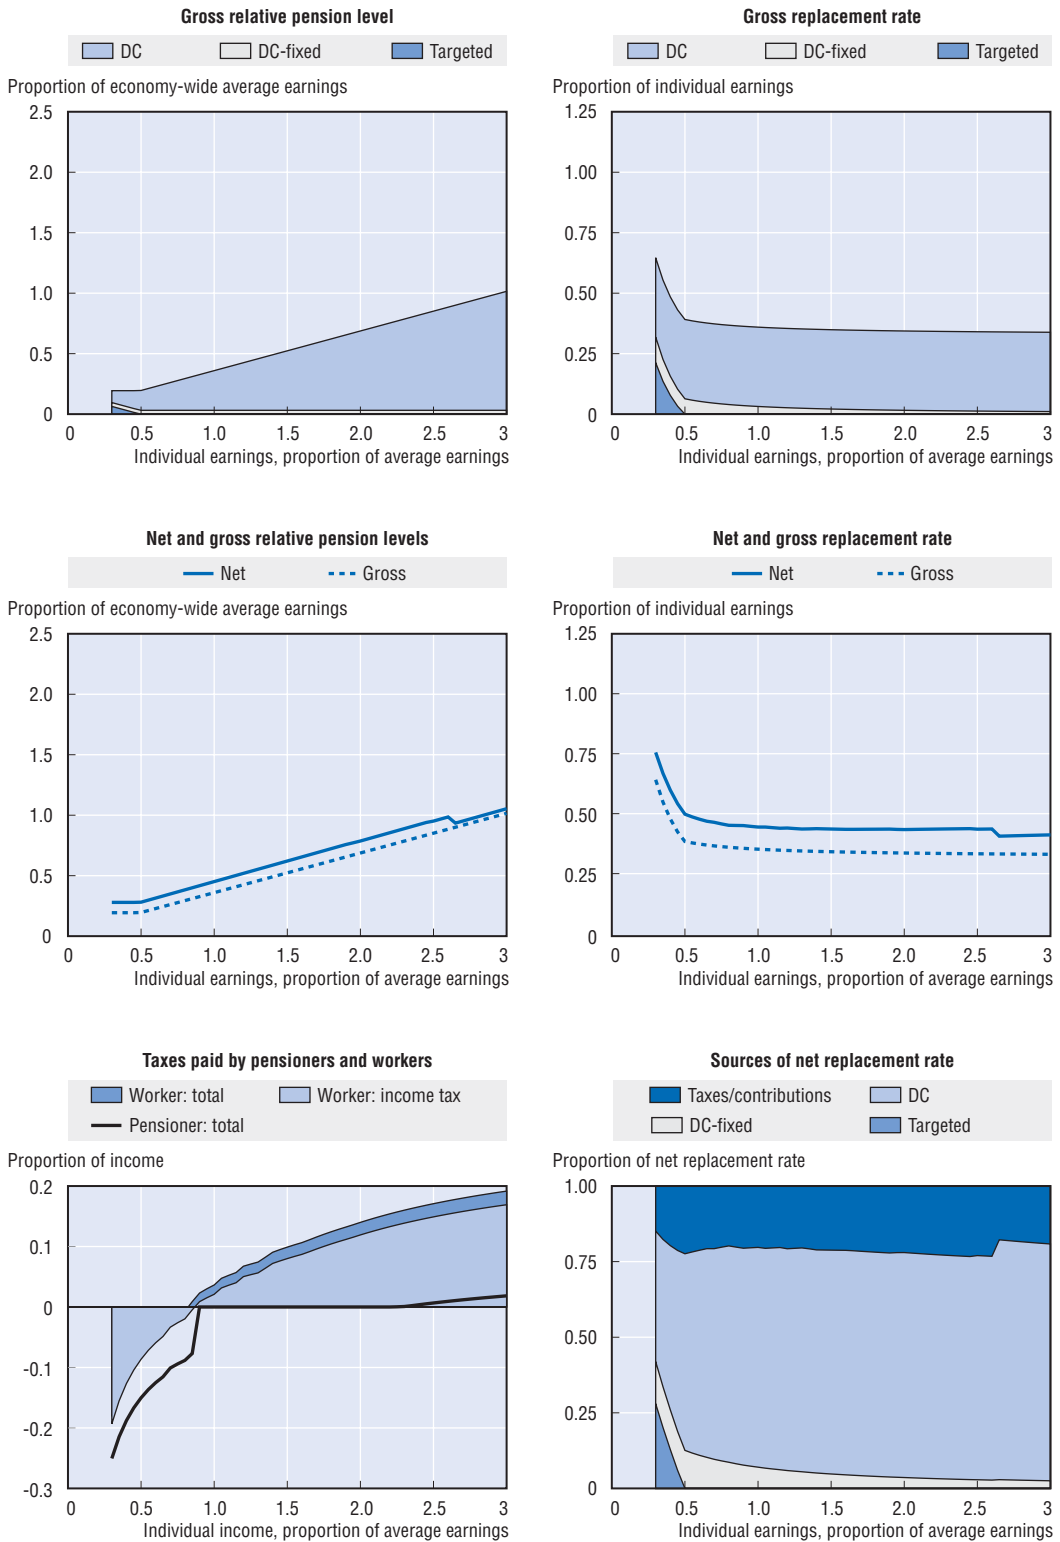 Gross relative pension level
DC DC-fixed Targeted
Proportion of economy-wide average earnings
2.5
2.0
1.5
1.0
0.5
0
0 0.5 1.0 1.5 2.0 2.5 3
Individual earnings, proportion of average earnings
Gross replacement rate
DC DC-fixed Targeted
Proportion of individual earnings
1.25
1.00
0.75
0.50
0.25
0
0 0.5 1.0 1.5 2.0 2.5 3
Individual earnings, proportion of average earnings
Net and gross relative pension levels
Net Gross
Proportion of economy-wide average earnings
2.5
2.0
1.5
1.0
0.5
0
0 0.5 1.0 1.5 2.0 2.5 3
Individual earnings, proportion of average earnings
Net and gross replacement rate
Net Gross
Proportion of individual earnings
1.25
1.00
0.75
0.50
0.25
0
0 0.5 1.0 1.5 2.0 2.5 3
Individual earnings, proportion of average earnings
Taxes paid by pensioners and workers
Worker: total Worker: income tax
Pensioner: total
Proportion of income
0.2
0.1
0
-0.1
-0.2
-0.3
0 0.5 1.0 1.5 2.0 2.5 3
Individual income, proportion of average earnings
Sources of net replacement rate
Taxes/contributions DC
DC-fixed Targeted
Proportion of net replacement rate
1.00
0.75
0.50
0.25
0
0 0.5 1.0 1.5 2.0 2.5 3
Individual earnings, proportion of average earnings